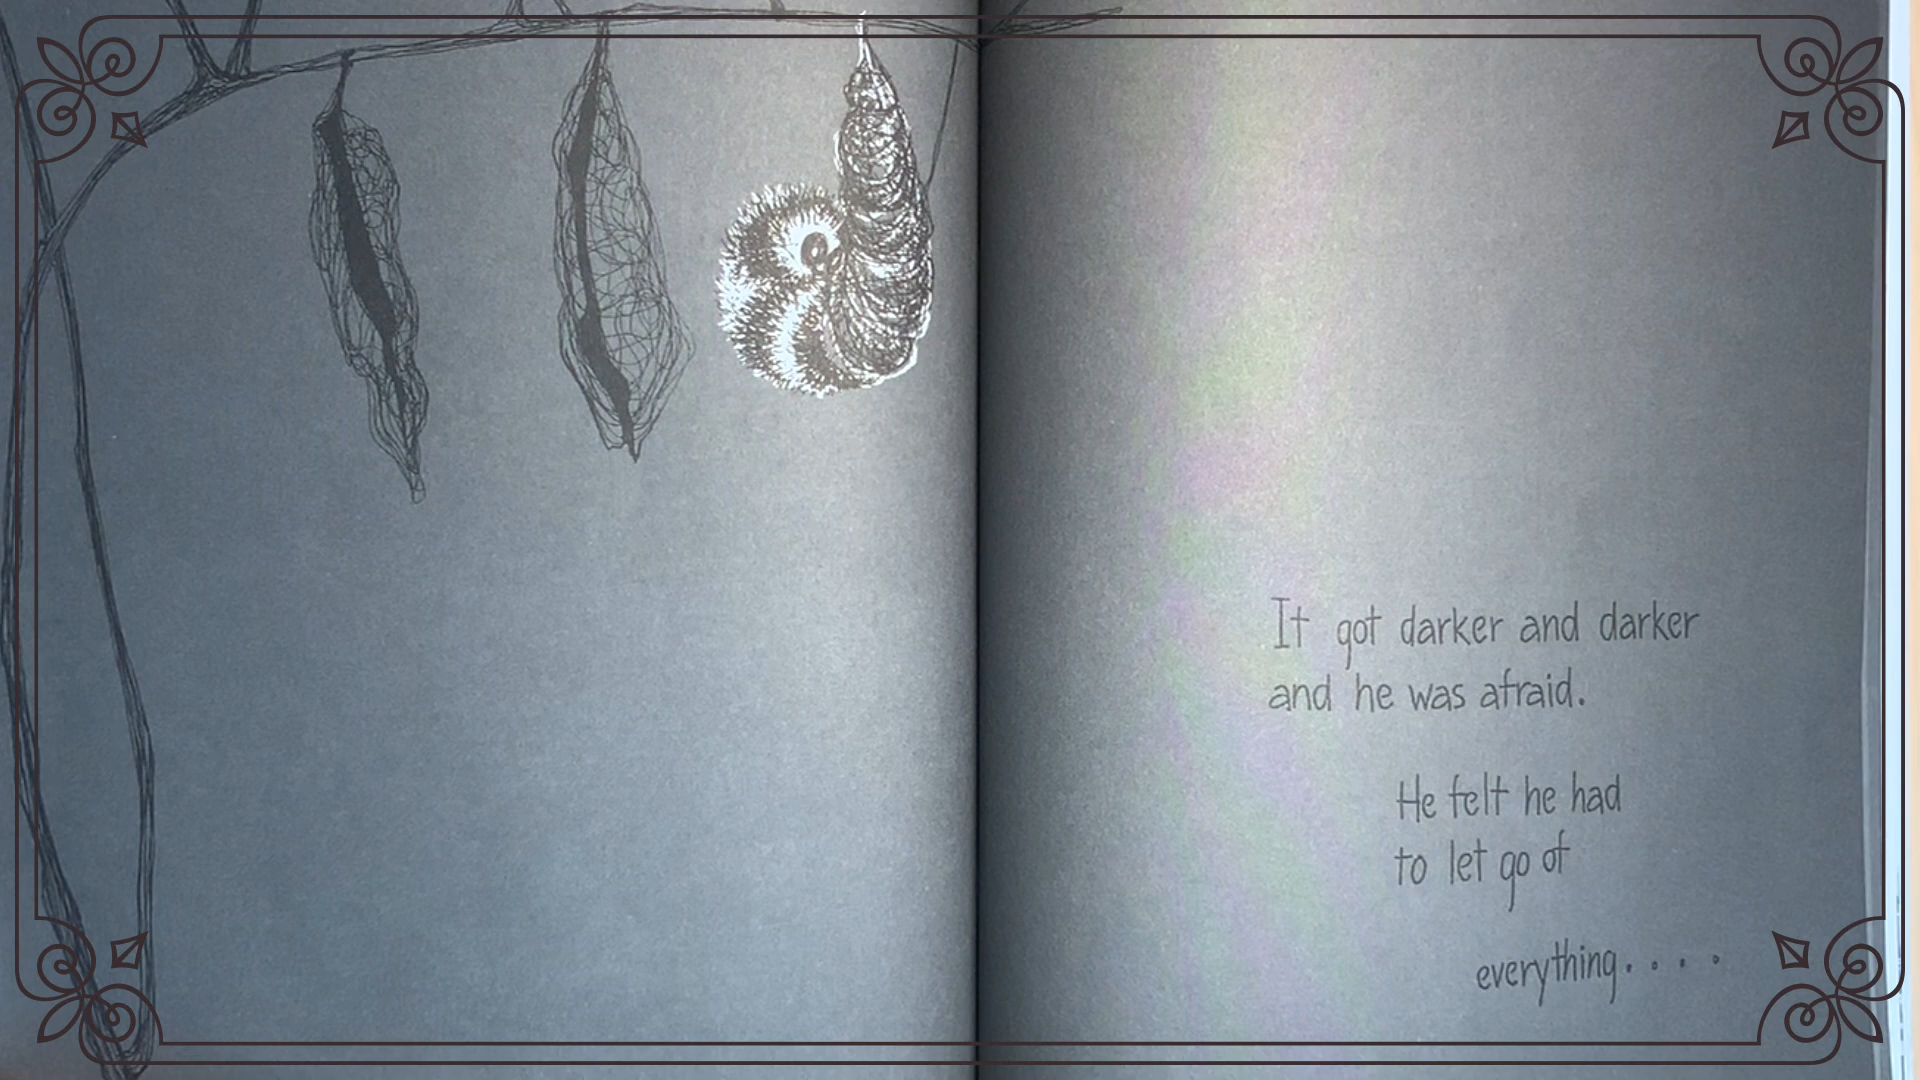 It got darker and darker
and he was afraid.
He felt he had
to let go of
everything....